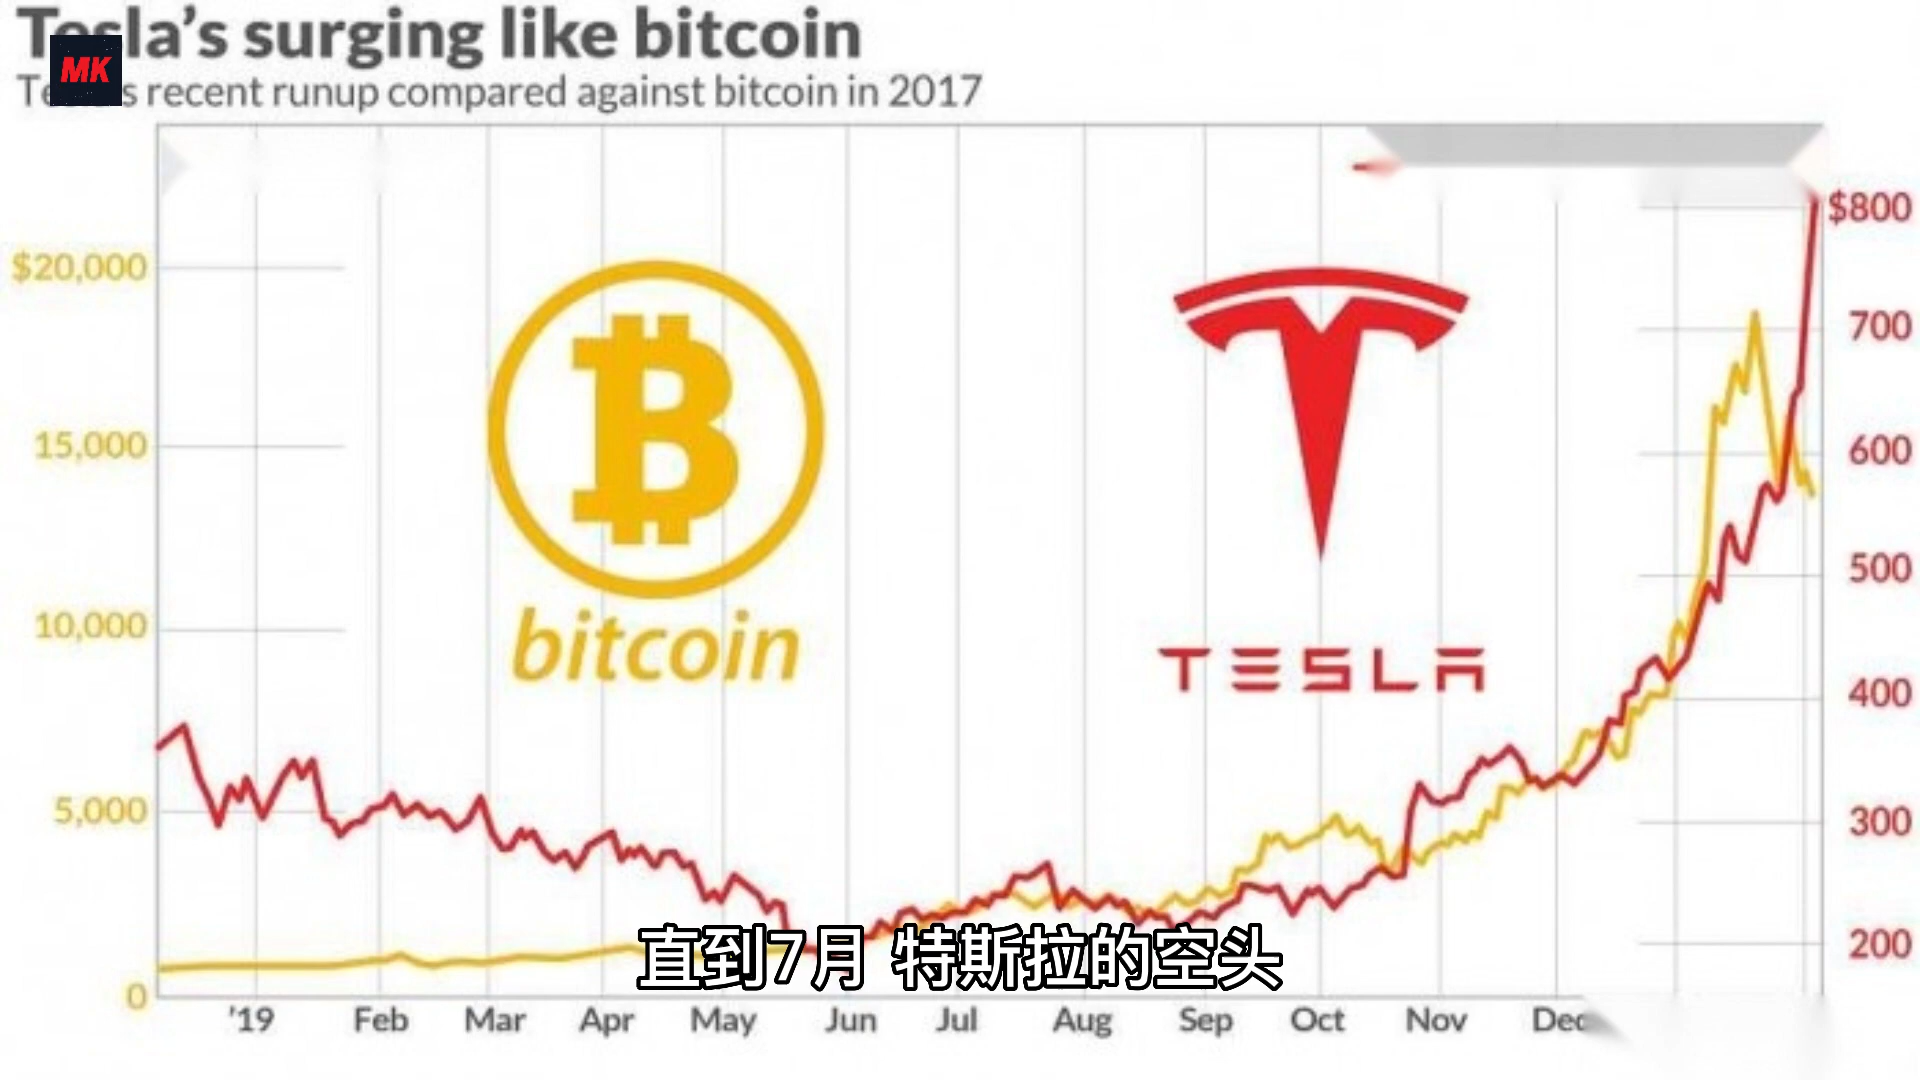 Tesla's surging like bitcoin
MK
recent runup compared against bitcoin in 2017
$20,000
15,000
10,000
5,000
0
bitcoin
TESLA
$800
700
600
500
400
300
200
直到7月 特斯拉的空头
'19 Feb Mar Apr May Jun Jul Aug Sep Oct Nov Dec